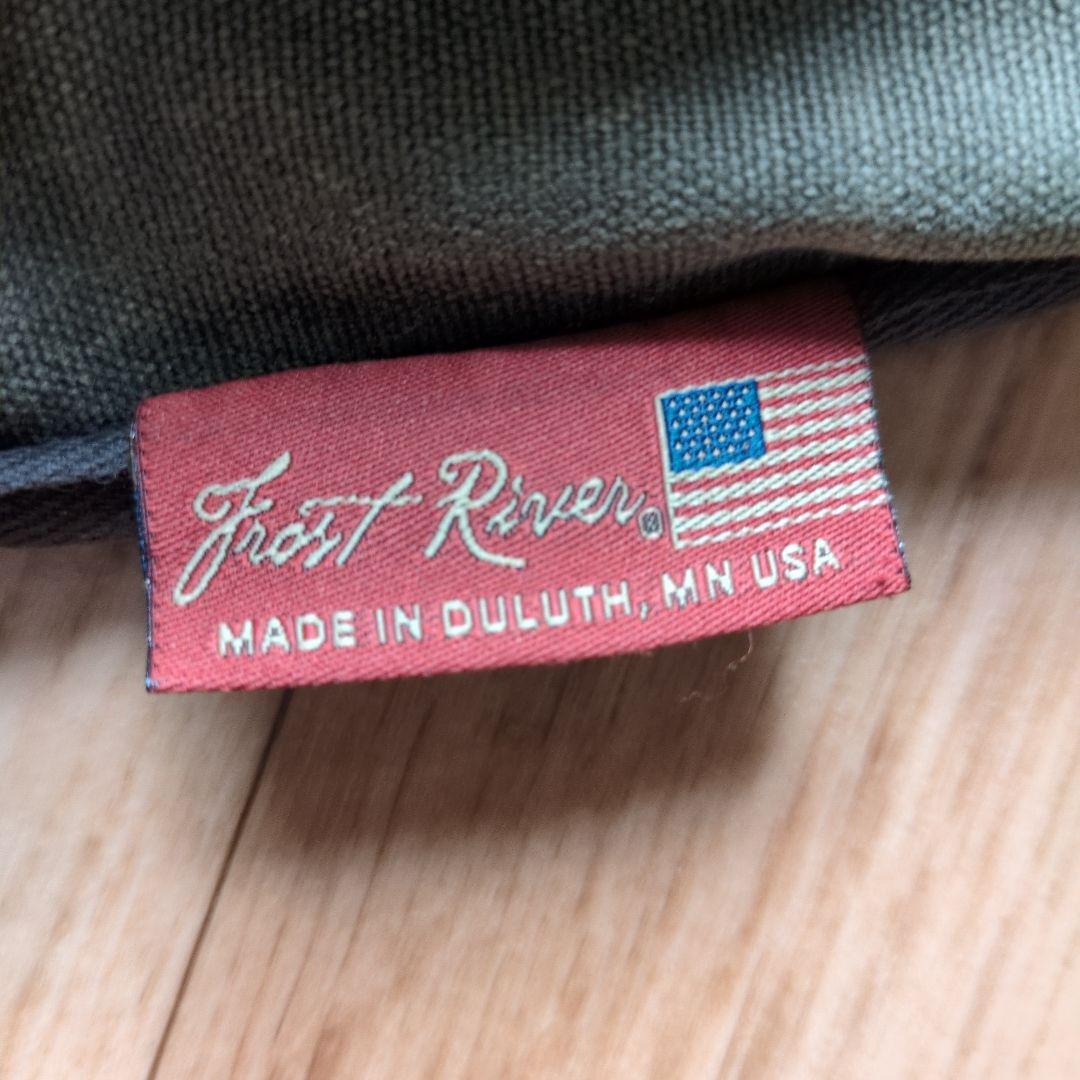 Frost River®
MADE IN DULUTH, MN USA